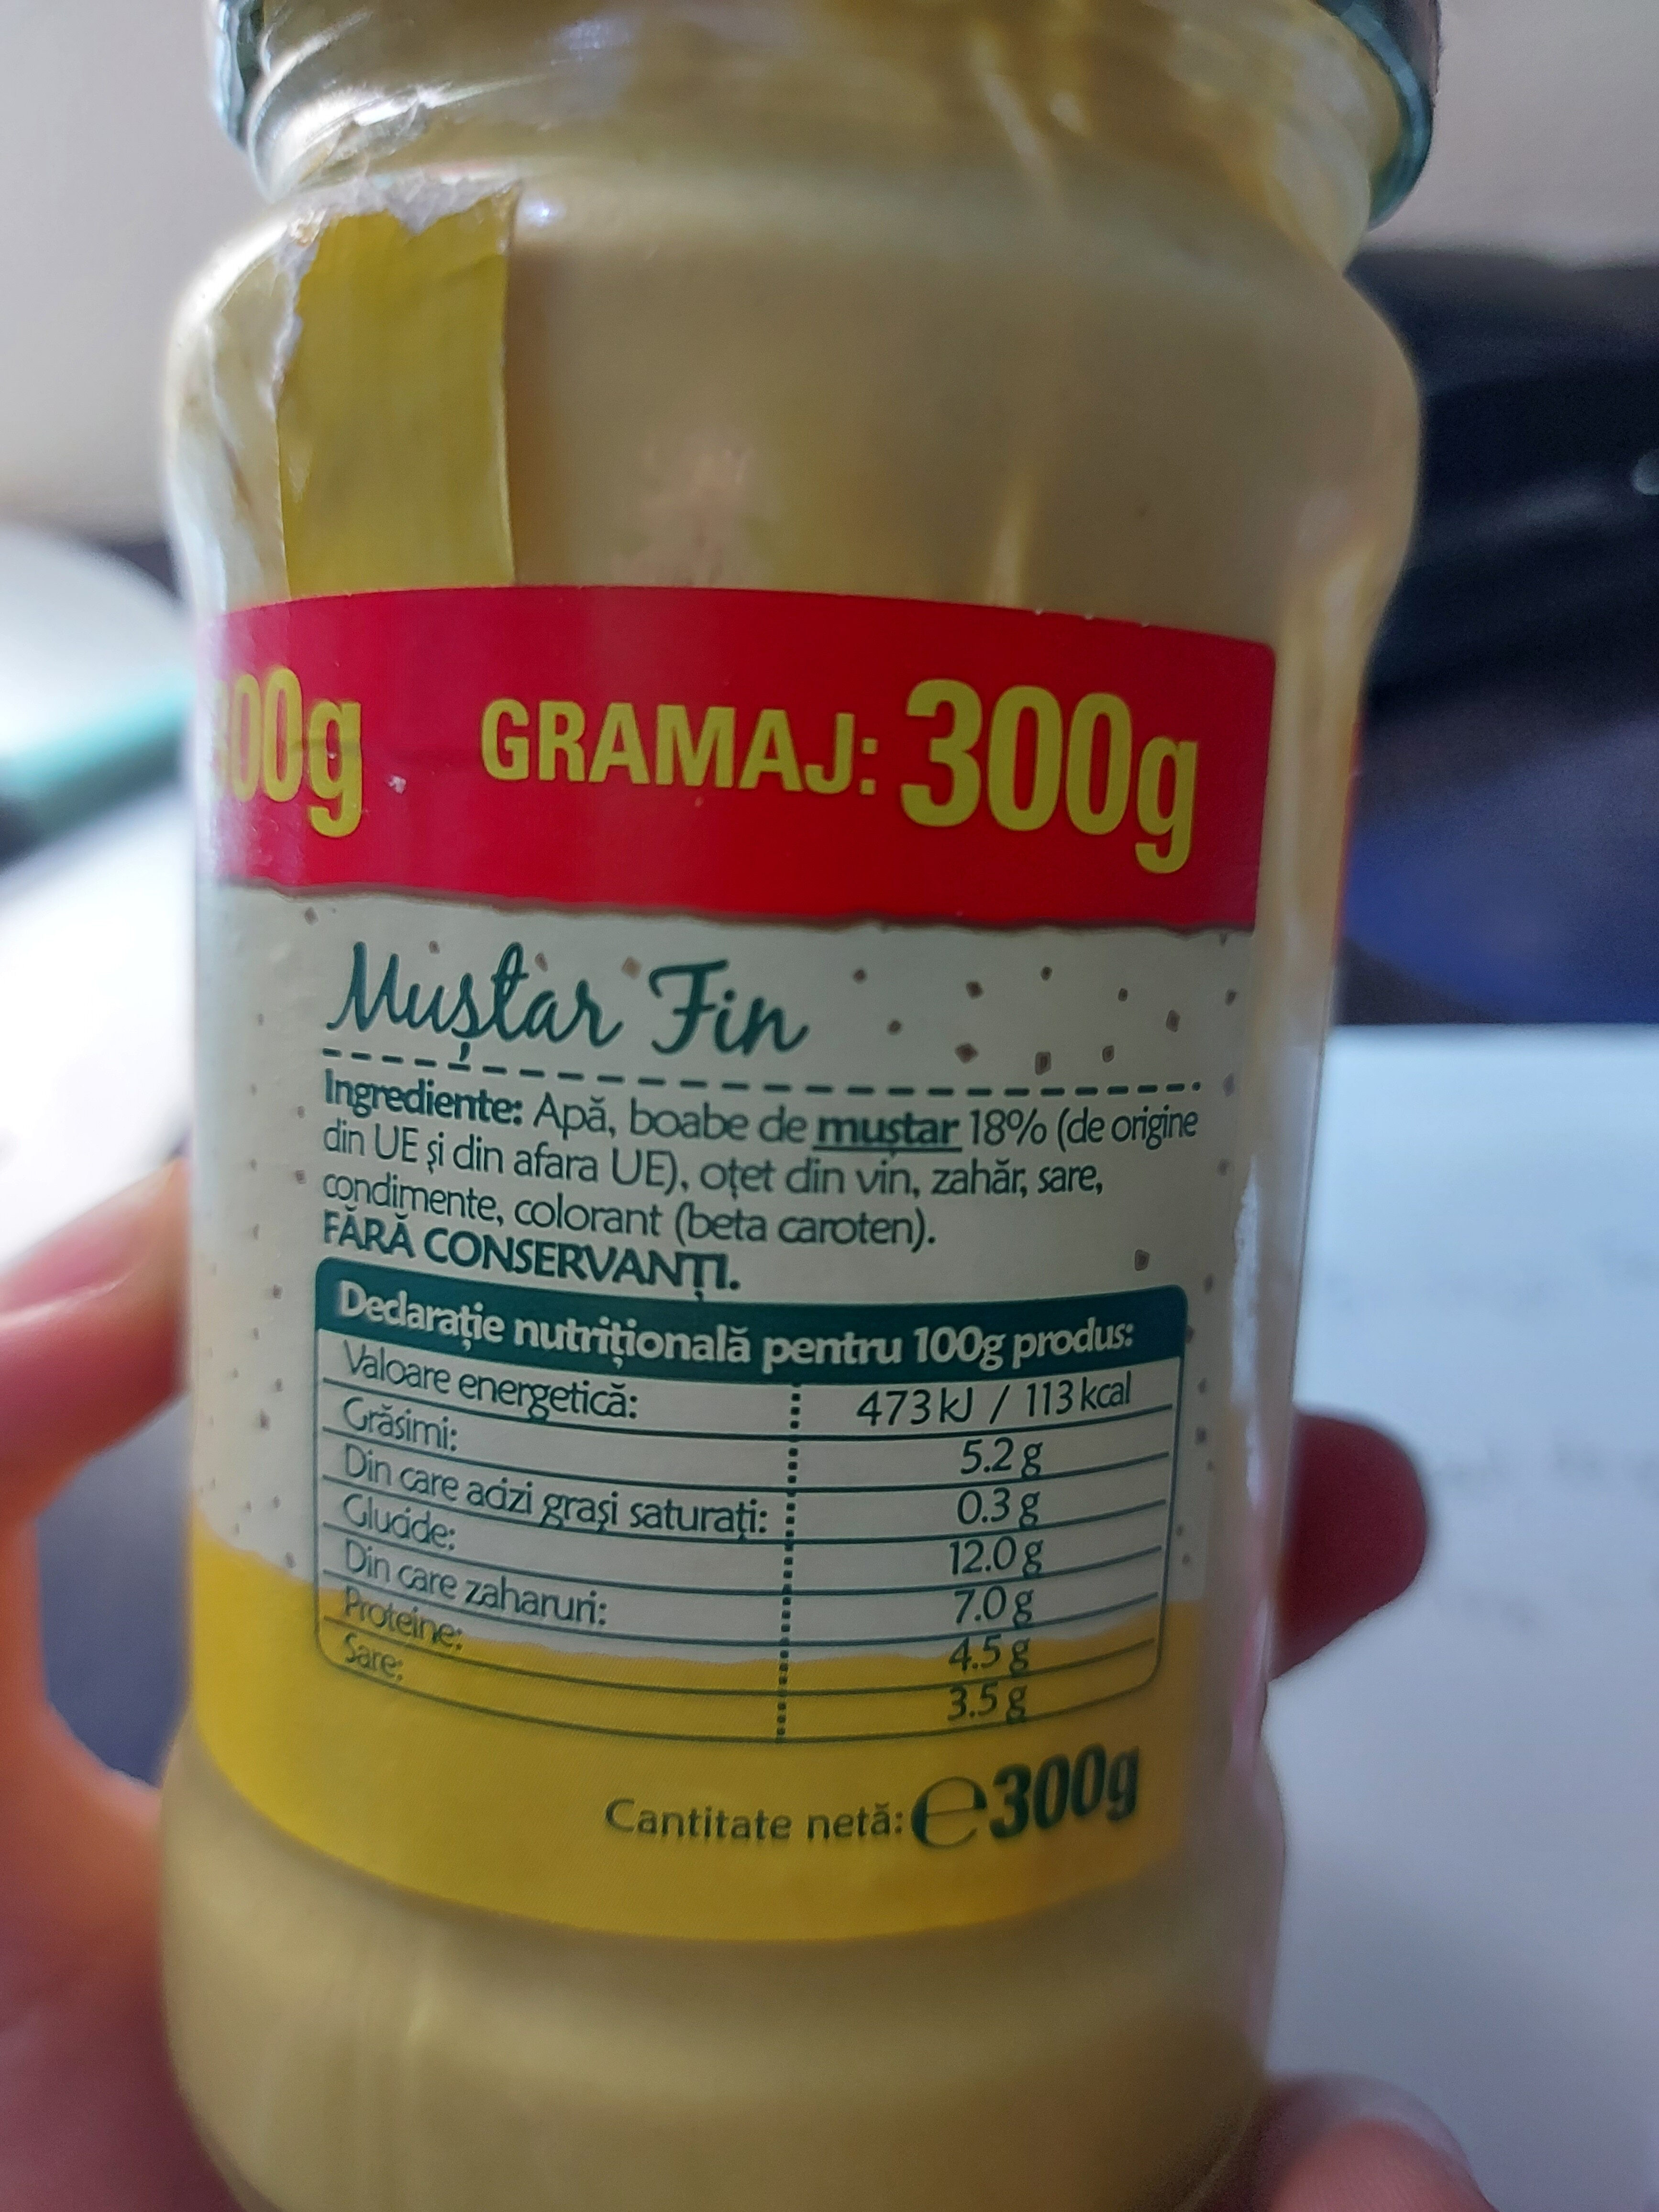 00g GRAMAJ: 300g
Muștar Fin
Ingrediente: Apă, boabe de muștar 18% (de origine
din UE și din afara UE), oțet din vin, zahăr, sare,
condimente, colorant (beta caroten).
FĂRĂ CONSERVANȚI.
Declarație nutrițională pentru 100g produs:
Valoare energetică: 473 kJ / 113 kcal
Grăsimi: 5.2 g
Din care acizi grași saturați: 0.3 g
Glucide: 12.0 g
Din care zaharuri: 7.0 g
Proteine: 4.5 g
Sare: 3.5 g
Cantitate netă: ℮ 300g